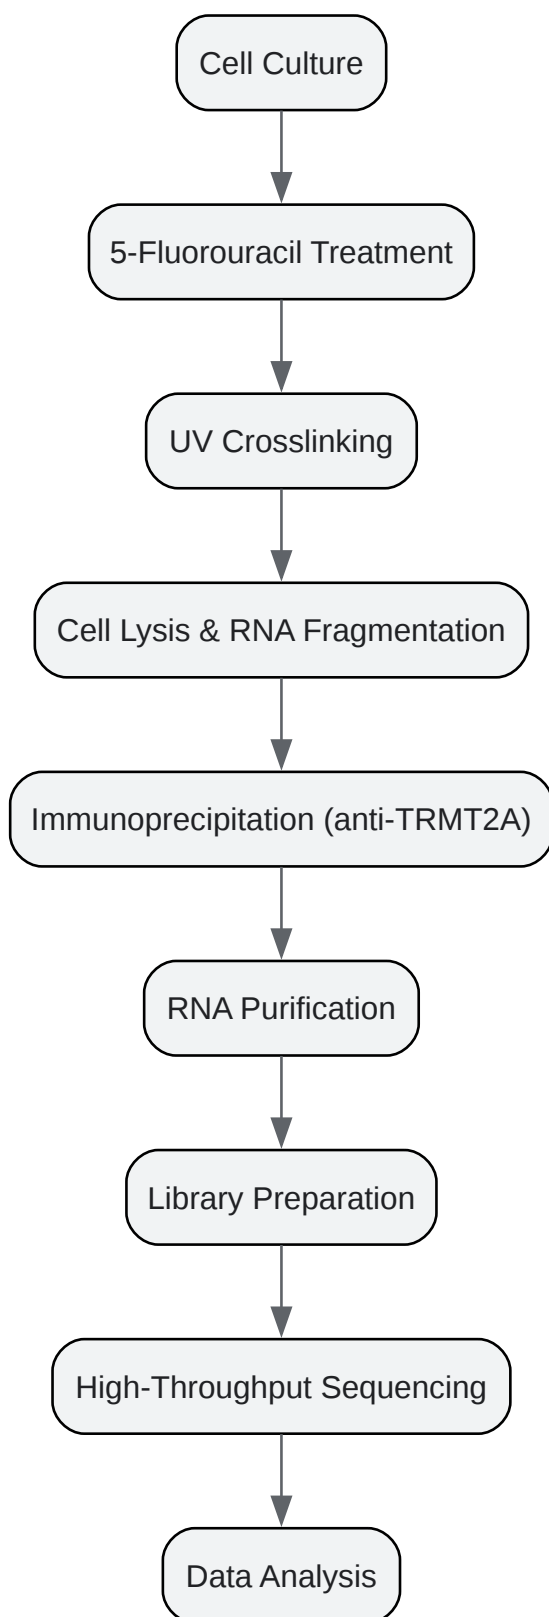 Cell Culture
5-Fluorouracil Treatment
UV Crosslinking
Cell Lysis & RNA Fragmentation
Immunoprecipitation (anti-TRMT2A)
RNA Purification
Library Preparation
High-Throughput Sequencing
Data Analysis